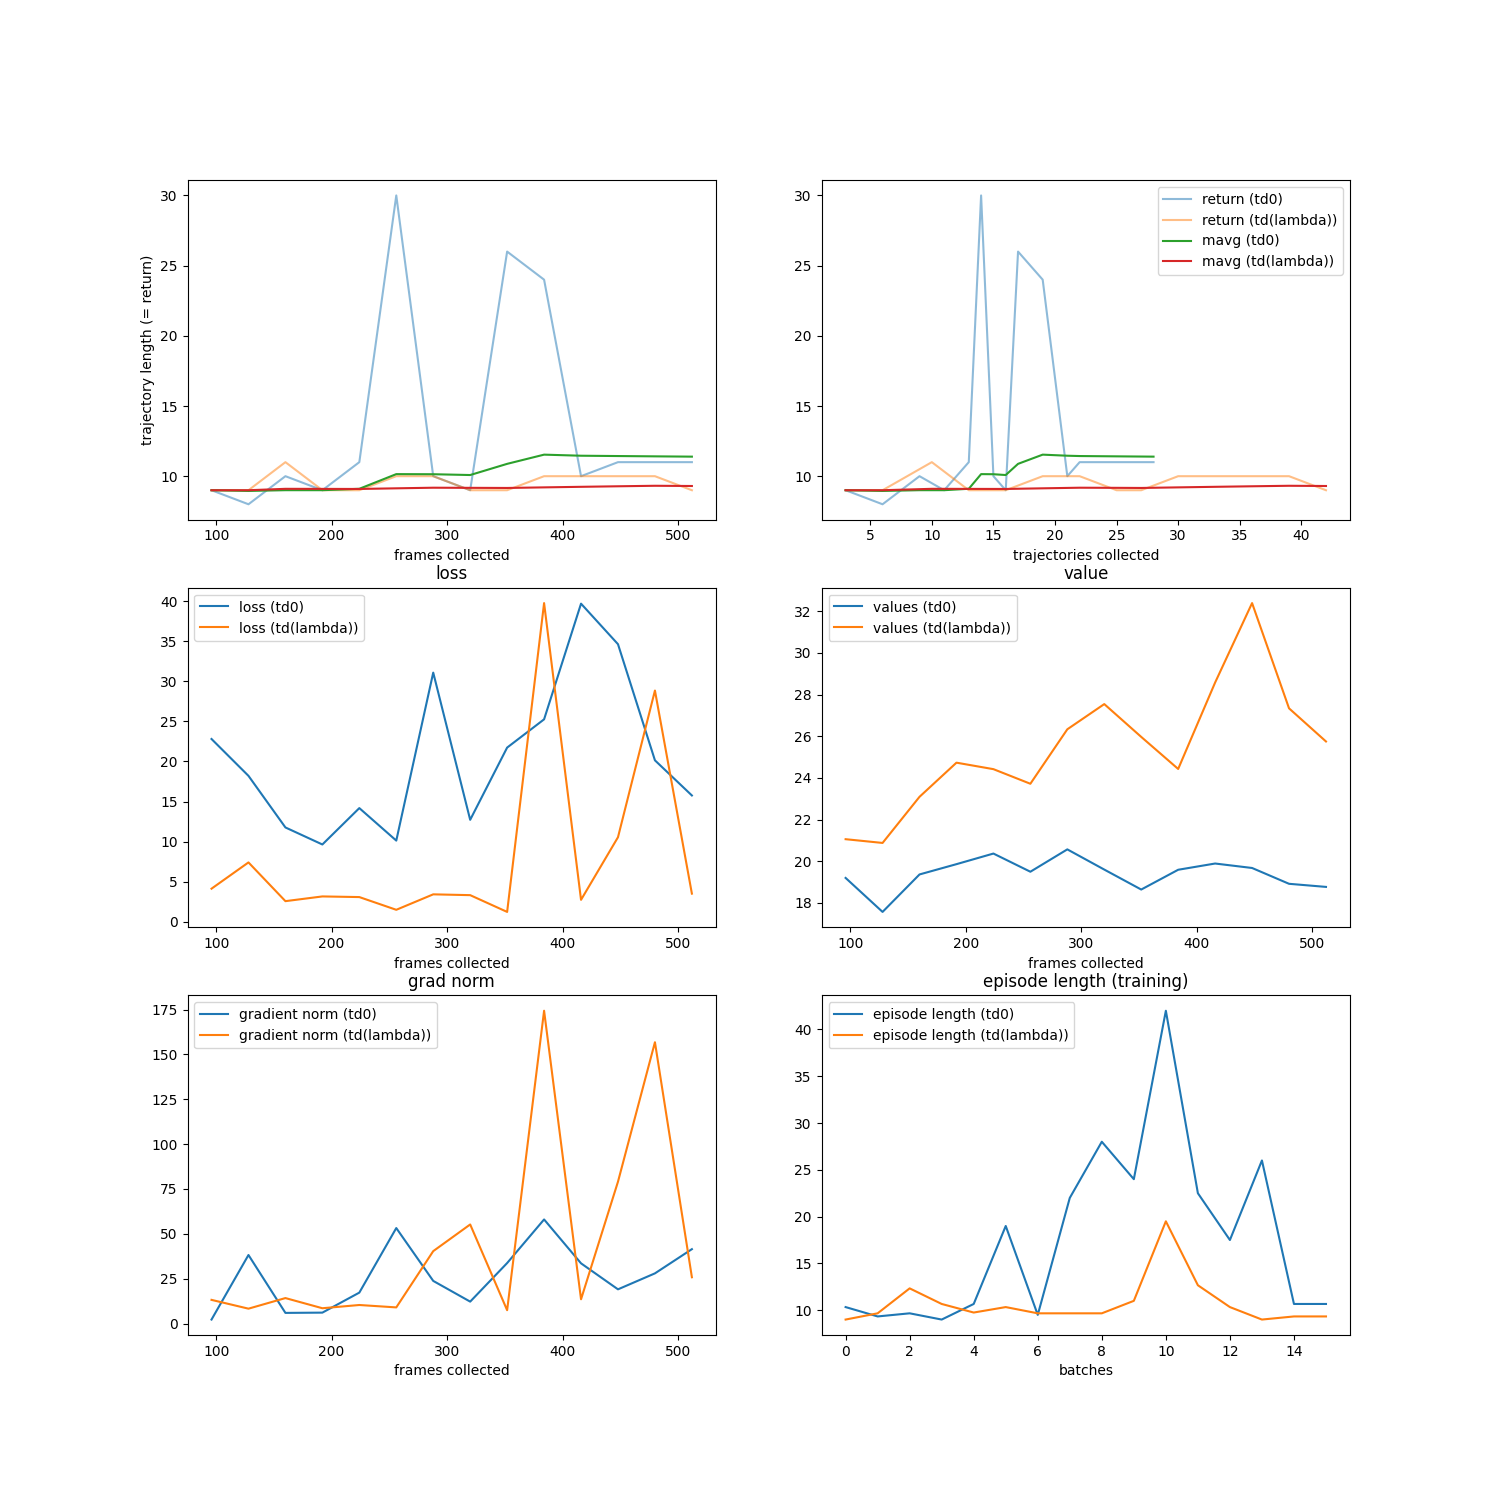 30
25
20
15
10
trajectory length (= return)
100 200 300 400 500
frames collected
30
25
20
15
10
return (td0)
return (td(lambda))
mavg (td0)
mavg (td(lambda))
5 10 15 20 25 30 35 40
trajectories collected
loss
40
35
30
25
20
15
10
5
0
loss (td0)
loss (td(lambda))
100 200 300 400 500
frames collected
value
32
30
28
26
24
22
20
18
values (td0)
values (td(lambda))
100 200 300 400 500
frames collected
grad norm
175
150
125
100
75
50
25
0
gradient norm (td0)
gradient norm (td(lambda))
100 200 300 400 500
frames collected
episode length (training)
40
35
30
25
20
15
10
episode length (td0)
episode length (td(lambda))
0 2 4 6 8 10 12 14
batches